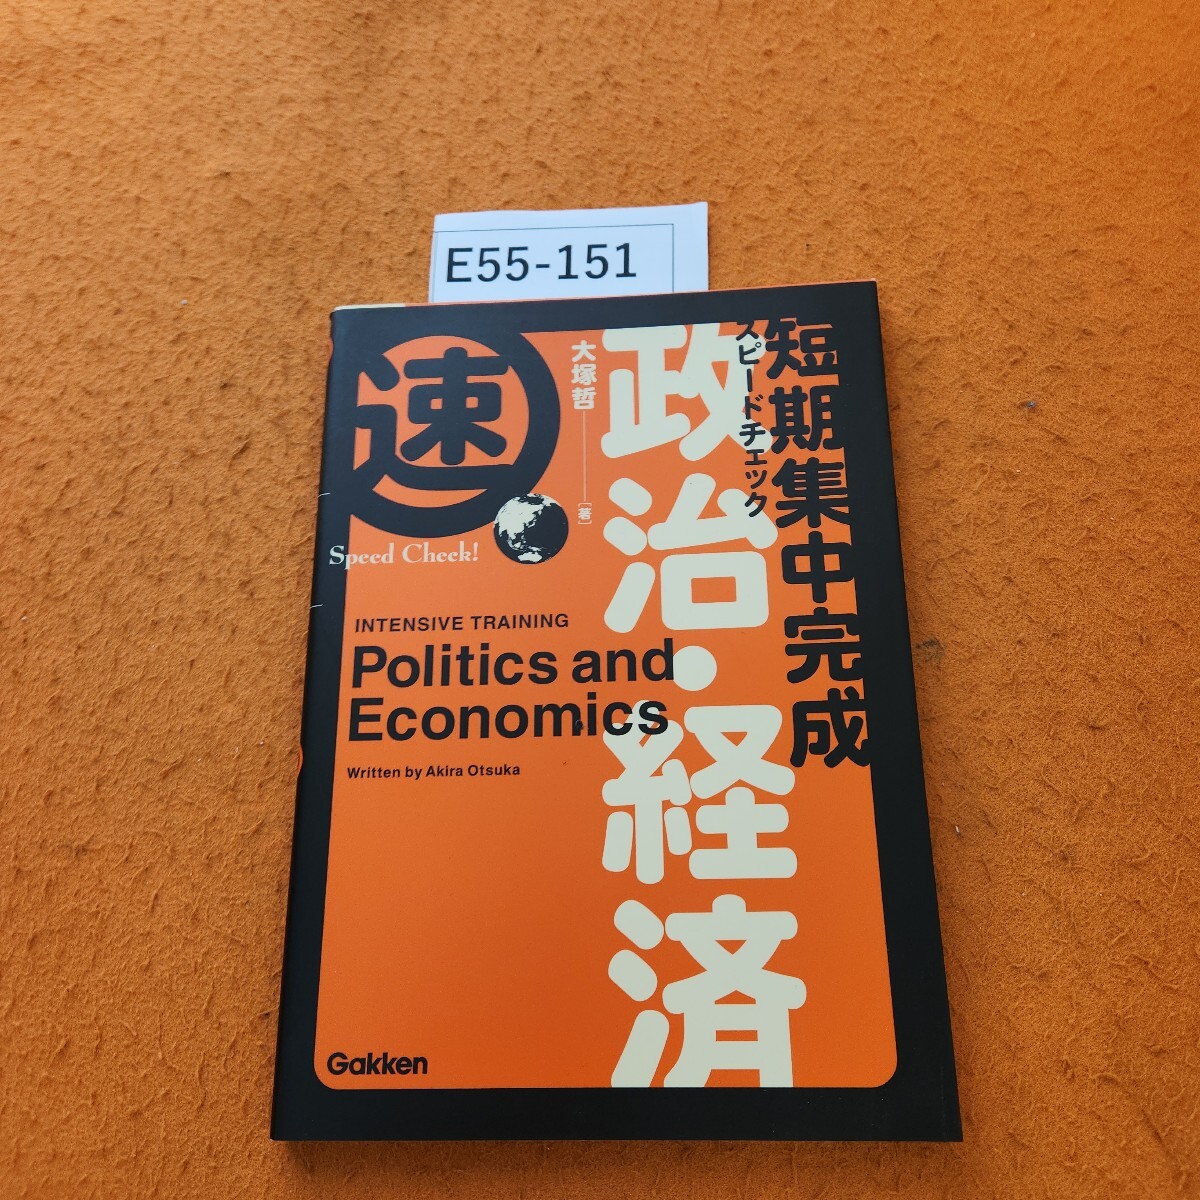 E55-151
短期集中完成
スピードチェック
政治・経済
大塚哲
[著]
速
Speed Check!
INTENSIVE TRAINING
Politics and
Economics
Written by Akira Otsuka
Gakken